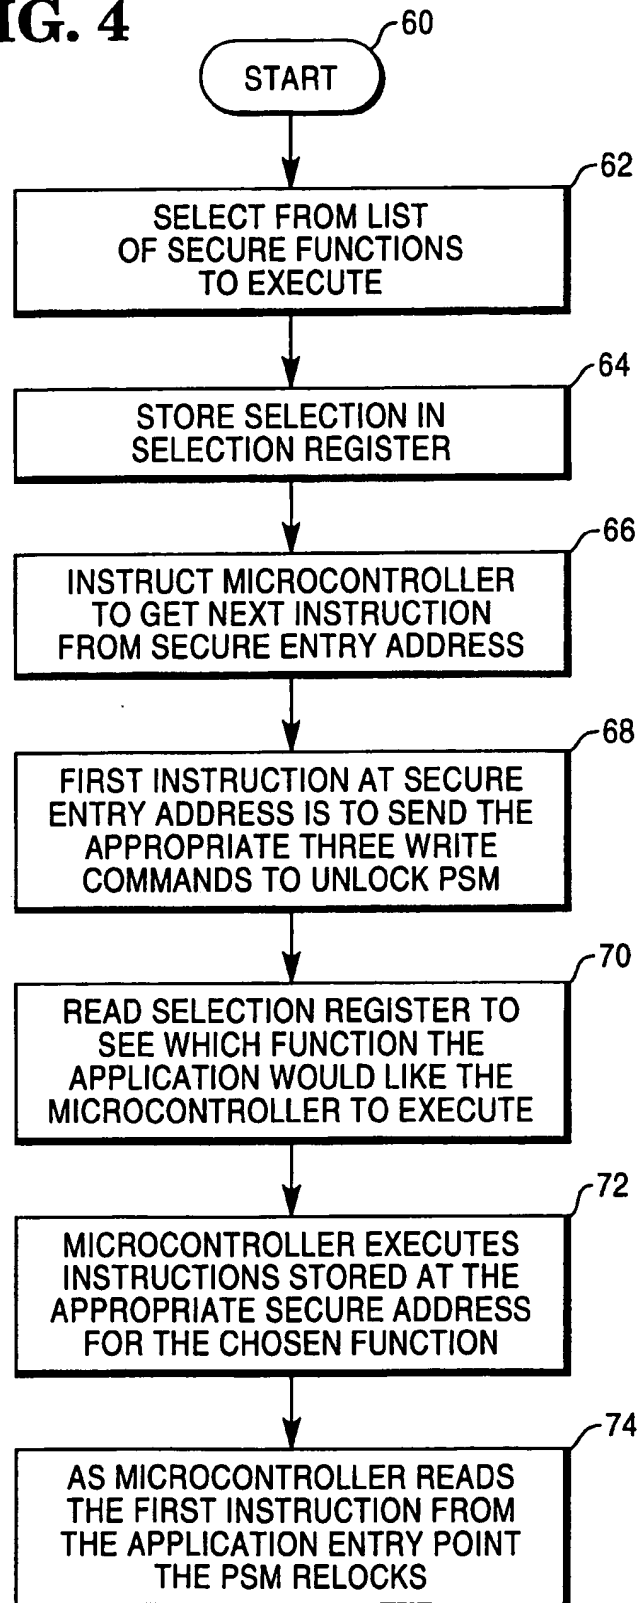 IG. 4
60
START
62
SELECT FROM LIST
OF SECURE FUNCTIONS
TO EXECUTE
64
STORE SELECTION IN
SELECTION REGISTER
66
INSTRUCT MICROCONTROLLER
TO GET NEXT INSTRUCTION
FROM SECURE ENTRY ADDRESS
68
FIRST INSTRUCTION AT SECURE
ENTRY ADDRESS IS TO SEND THE
APPROPRIATE THREE WRITE
COMMANDS TO UNLOCK PSM
70
READ SELECTION REGISTER TO
SEE WHICH FUNCTION THE
APPLICATION WOULD LIKE THE
MICROCONTROLLER TO EXECUTE
72
MICROCONTROLLER EXECUTES
INSTRUCTIONS STORED AT THE
APPROPRIATE SECURE ADDRESS
FOR THE CHOSEN FUNCTION
74
AS MICROCONTROLLER READS
THE FIRST INSTRUCTION FROM
THE APPLICATION ENTRY POINT
THE PSM RELOCKS